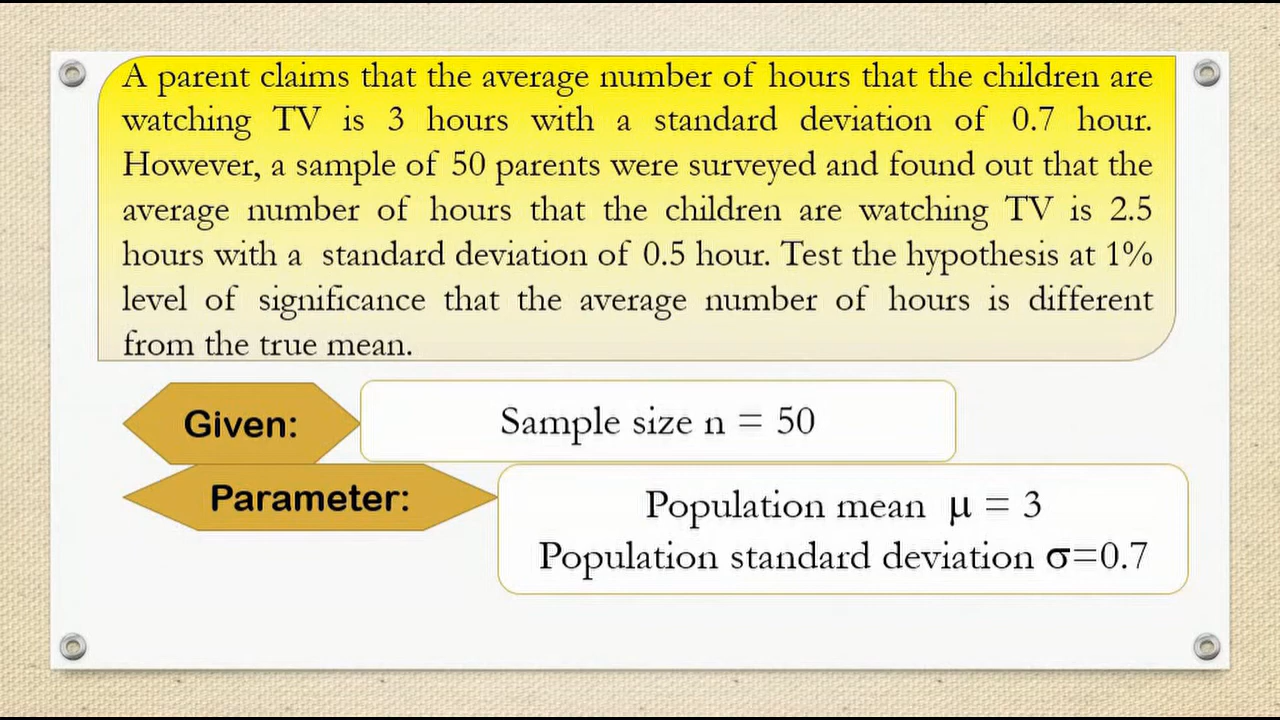 A parent claims that the average number of hours that the children are
watching TV is 3 hours with a standard deviation of 0.7 hour.
However, a sample of 50 parents were surveyed and found out that the
average number of hours that the children are watching TV is 2.5
hours with a standard deviation of 0.5 hour. Test the hypothesis at 1%
level of significance that the average number of hours is different
from the true mean.
Given:
Sample size n = 50
Parameter:
Population mean μ = 3
Population standard deviation σ=0.7